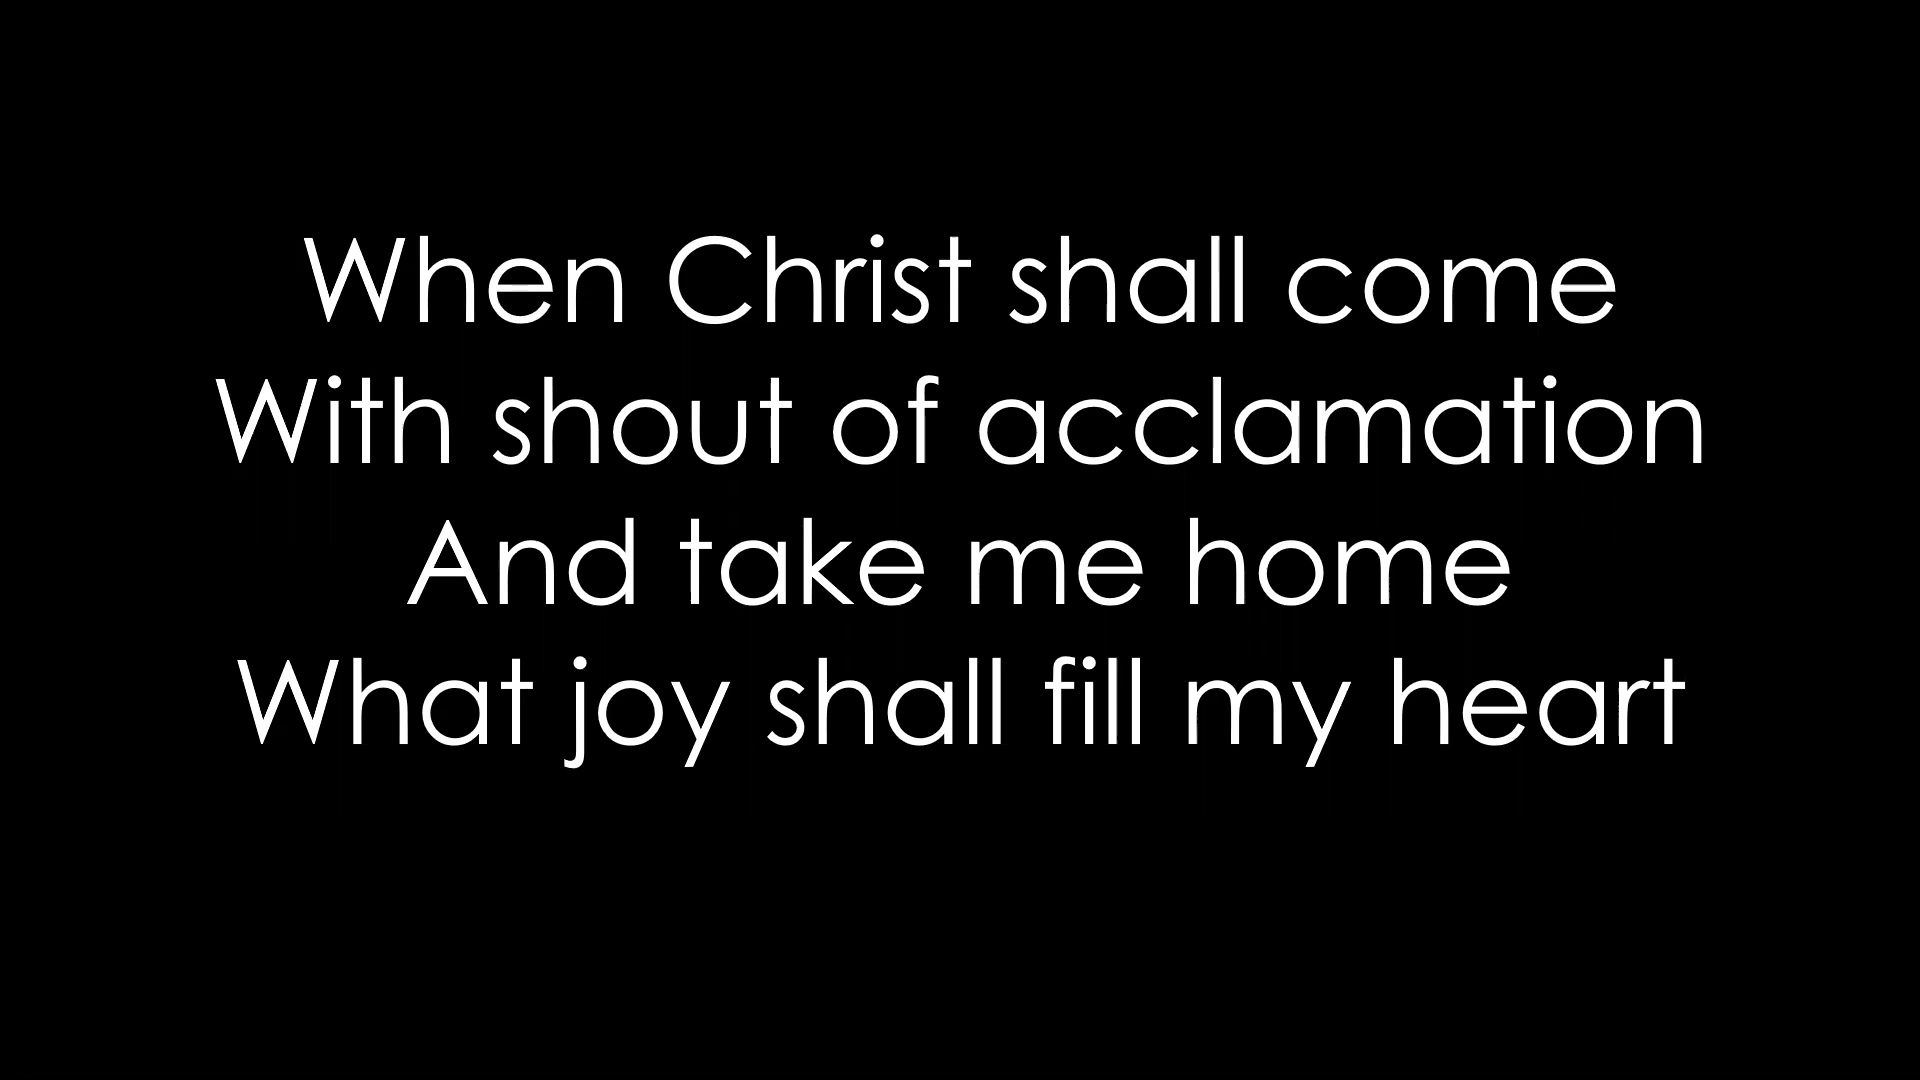 When Christ shall come
With shout of acclamation
And take me home
What joy shall fill my heart